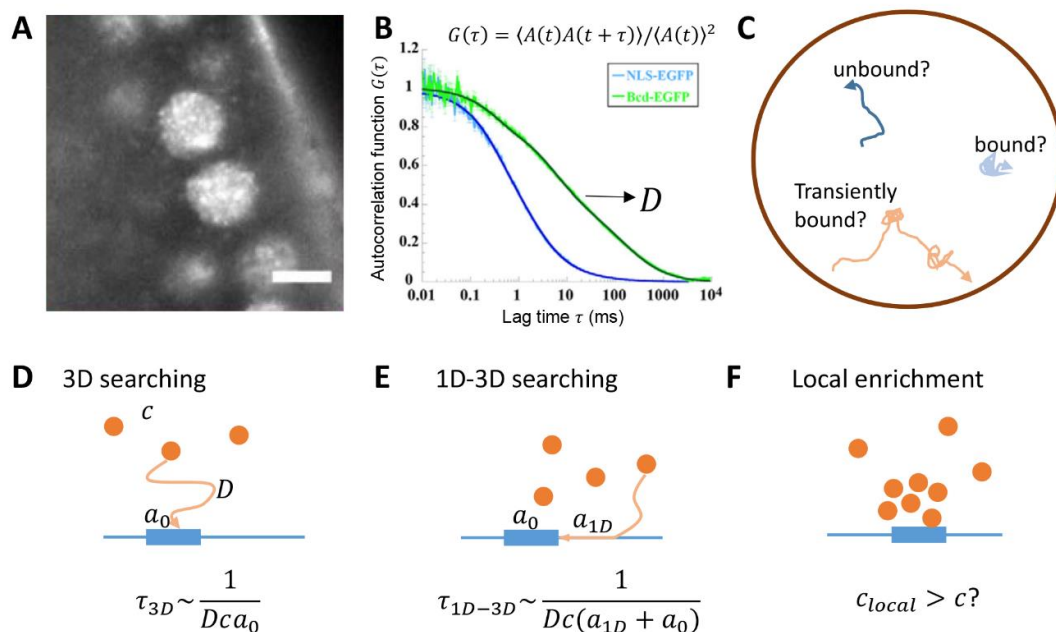 A
B
G(τ) = ⟨A(t)A(t + τ)⟩/⟨A(t)⟩²
Autocorrelation function G(τ)
1.2
1
0.8
0.6
0.4
0.2
0
NLS-EGFP
Bcd-EGFP
D
0.01 0.1 1 10 100 1000 10⁴
Lag time τ (ms)
C
unbound?
bound?
Transiently
bound?
D 3D searching
c
D
a₀
τ₃D~ 1/(Dca₀)
E 1D-3D searching
a₀ a₁D
τ₁D₋₃D~ 1/(Dc(a₁D + a₀))
F Local enrichment
c_local > c?